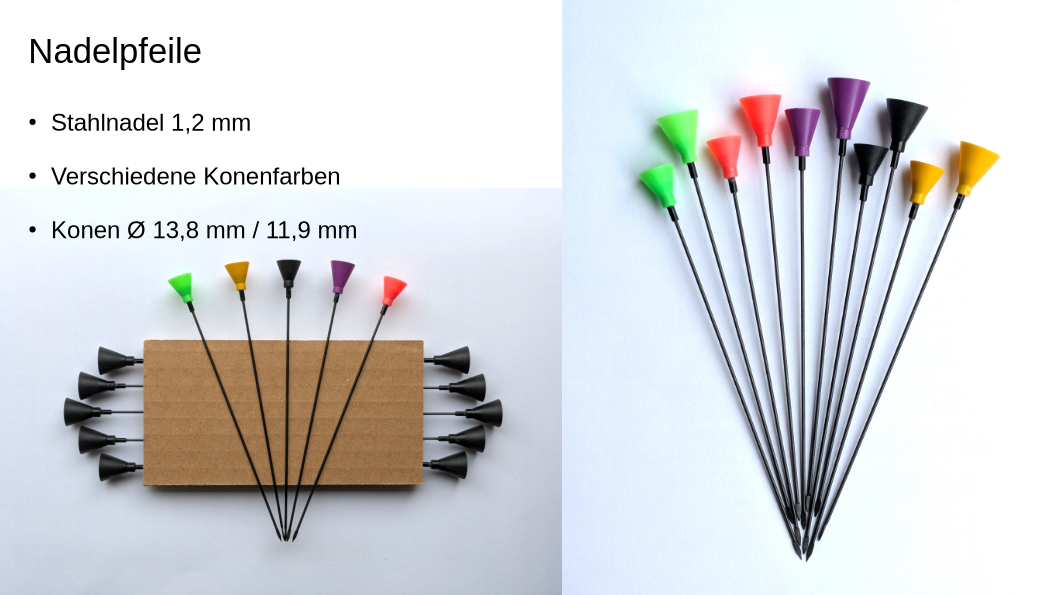 Nadelpfeile
• Stahlnadel 1,2 mm
• Verschiedene Konenfarben
• Konen Ø 13,8 mm / 11,9 mm